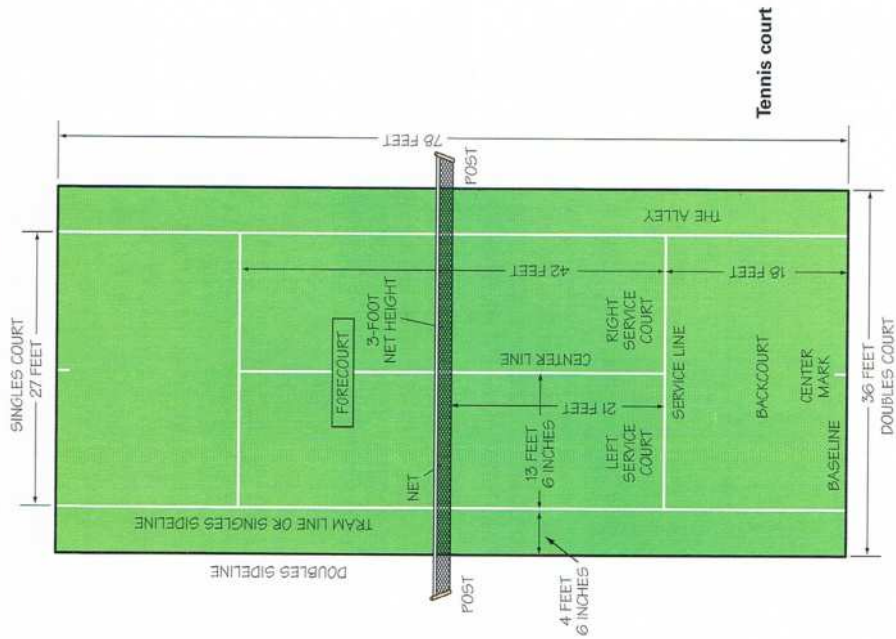 SINGLES COURT
27 FEET
78 FEET
FORECOURT
3-FOOT
NET HEIGHT
NET
POST
POST
TRAM LINE OR SINGLES SIDELINE
DOUBLES SIDELINE
THE ALLEY
42 FEET
CENTER LINE
21 FEET
13 FEET
6 INCHES
4 FEET
6 INCHES
LEFT
SERVICE
COURT
RIGHT
SERVICE
COURT
SERVICE LINE
18 FEET
BACKCOURT
CENTER
MARK
BASELINE
36 FEET
DOUBLES COURT
Tennis court